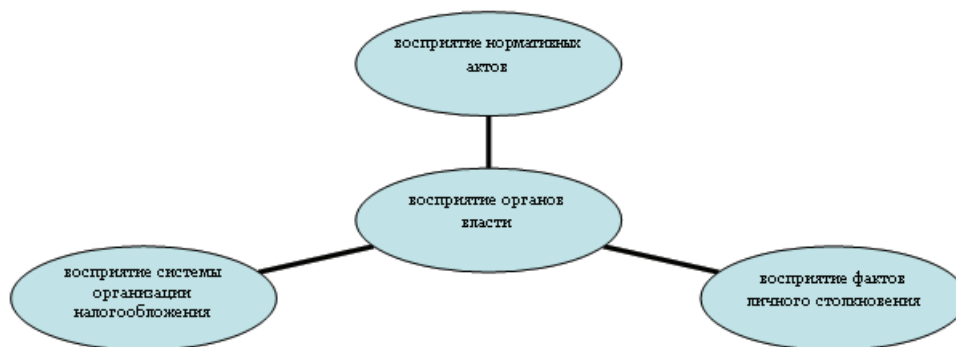 восприятие нормативных
актов
восприятие органов
власти
восприятие системы
организации
налогообложения
восприятие фактов
личного столкновения